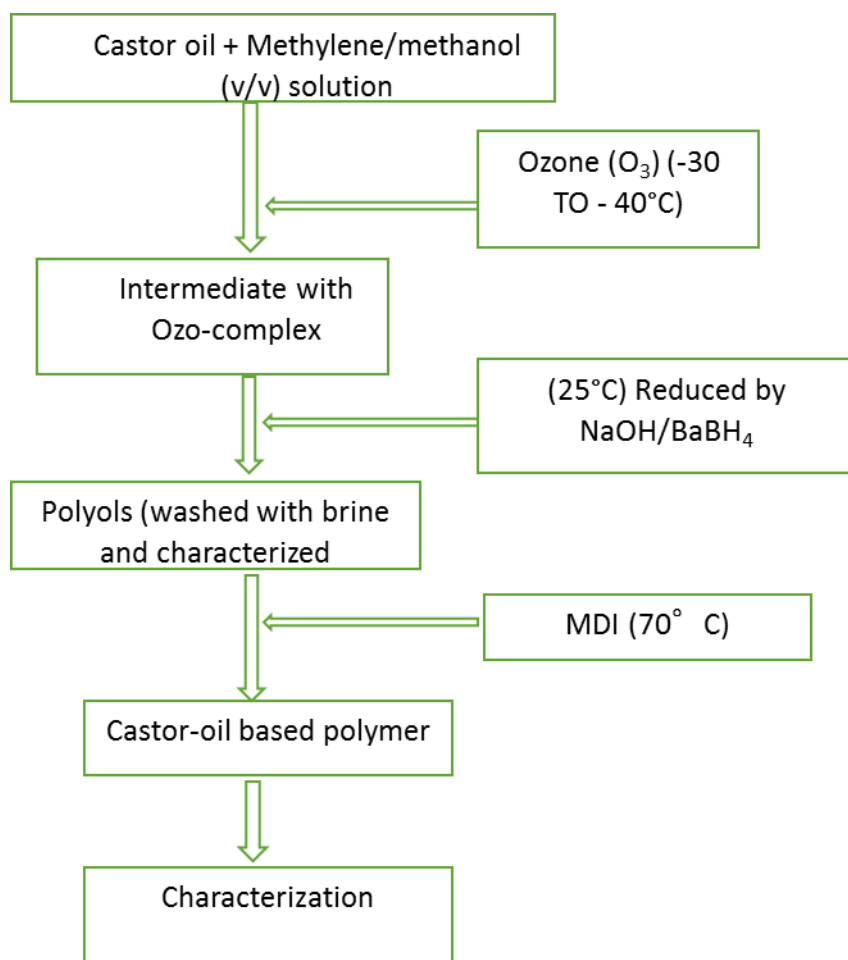 Castor oil + Methylene/methanol
(v/v) solution
Ozone (O₃) (-30
TO - 40°C)
Intermediate with
Ozo-complex
(25°C) Reduced by
NaOH/BaBH₄
Polyols (washed with brine
and characterized
MDI (70° C)
Castor-oil based polymer
Characterization